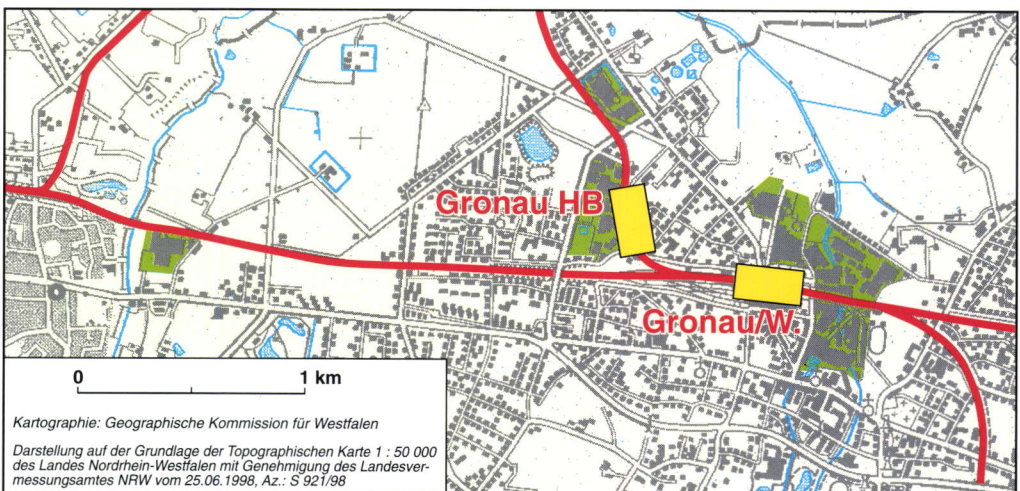 Gronau HB
Gronau/W.
0 1 km
Kartographie: Geographische Kommission für Westfalen
Darstellung auf der Grundlage der Topographischen Karte 1 : 50 000
des Landes Nordrhein-Westfalen mit Genehmigung des Landesver-
messungsamtes NRW vom 25.06.1998, Az.: S 921/98